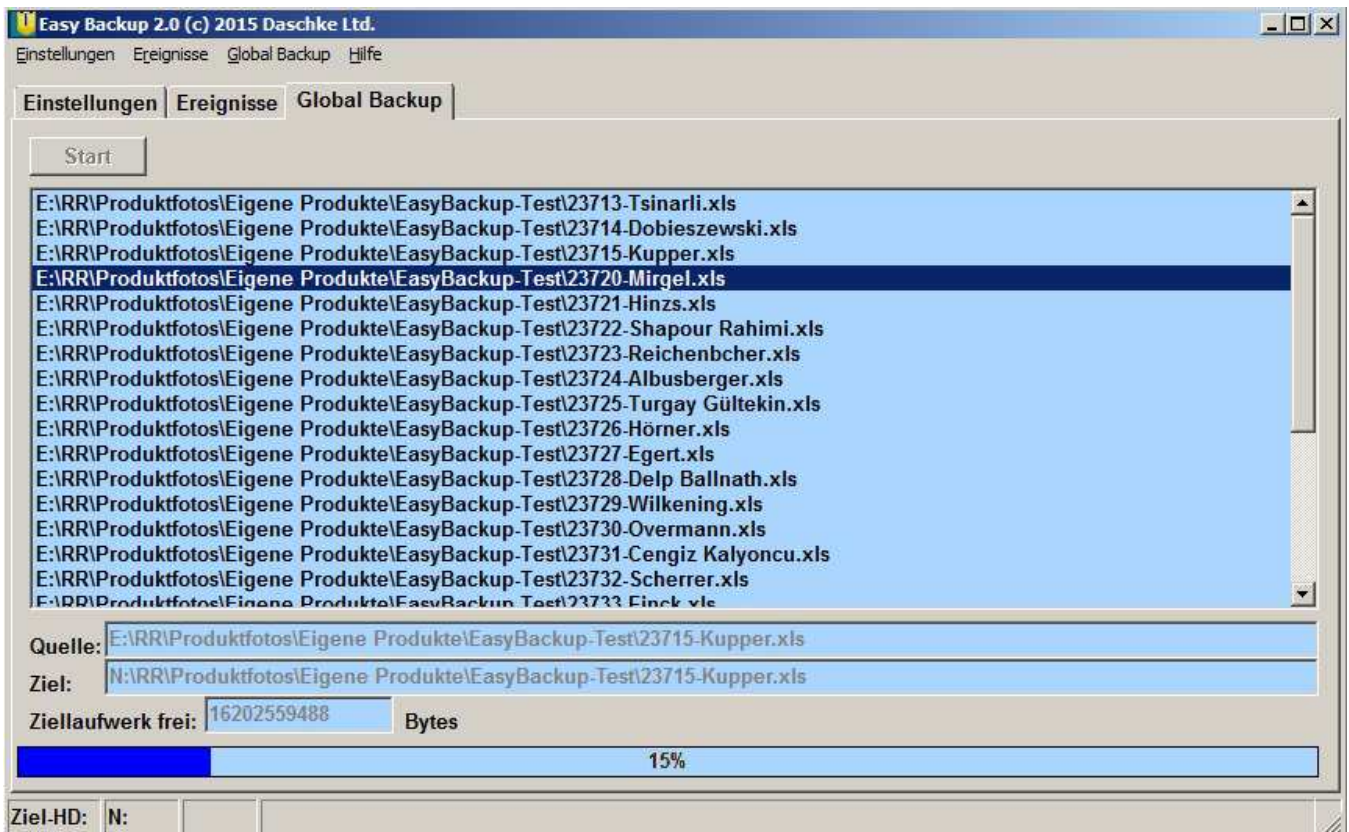 Easy Backup 2.0 (c) 2015 Daschke Ltd.
Einstellungen Ereignisse Global Backup Hilfe
Einstellungen Ereignisse Global Backup
Start
E:\RR\Produktfotos\Eigene Produkte\EasyBackup-Test\23713-Tsinarli.xls
E:\RR\Produktfotos\Eigene Produkte\EasyBackup-Test\23714-Dobieszewski.xls
E:\RR\Produktfotos\Eigene Produkte\EasyBackup-Test\23715-Kupper.xls
E:\RR\Produktfotos\Eigene Produkte\EasyBackup-Test\23720-Mirgel.xls
E:\RR\Produktfotos\Eigene Produkte\EasyBackup-Test\23721-Hinzs.xls
E:\RR\Produktfotos\Eigene Produkte\EasyBackup-Test\23722-Shapour Rahimi.xls
E:\RR\Produktfotos\Eigene Produkte\EasyBackup-Test\23723-Reichenbcher.xls
E:\RR\Produktfotos\Eigene Produkte\EasyBackup-Test\23724-Albusberger.xls
E:\RR\Produktfotos\Eigene Produkte\EasyBackup-Test\23725-Turgay Gültekin.xls
E:\RR\Produktfotos\Eigene Produkte\EasyBackup-Test\23726-Hörner.xls
E:\RR\Produktfotos\Eigene Produkte\EasyBackup-Test\23727-Egert.xls
E:\RR\Produktfotos\Eigene Produkte\EasyBackup-Test\23728-Delp Ballnath.xls
E:\RR\Produktfotos\Eigene Produkte\EasyBackup-Test\23729-Wilkening.xls
E:\RR\Produktfotos\Eigene Produkte\EasyBackup-Test\23730-Overmann.xls
E:\RR\Produktfotos\Eigene Produkte\EasyBackup-Test\23731-Cengiz Kalyoncu.xls
E:\RR\Produktfotos\Eigene Produkte\EasyBackup-Test\23732-Scherrer.xls
E:\RR\Produktfotos\Eigene Produkte\EasyBackup-Test\23733-Finck.xls
Quelle: E:\RR\Produktfotos\Eigene Produkte\EasyBackup-Test\23715-Kupper.xls
Ziel: N:\RR\Produktfotos\Eigene Produkte\EasyBackup-Test\23715-Kupper.xls
Ziellaufwerk frei: 16202559488 Bytes
15%
Ziel-HD: N: